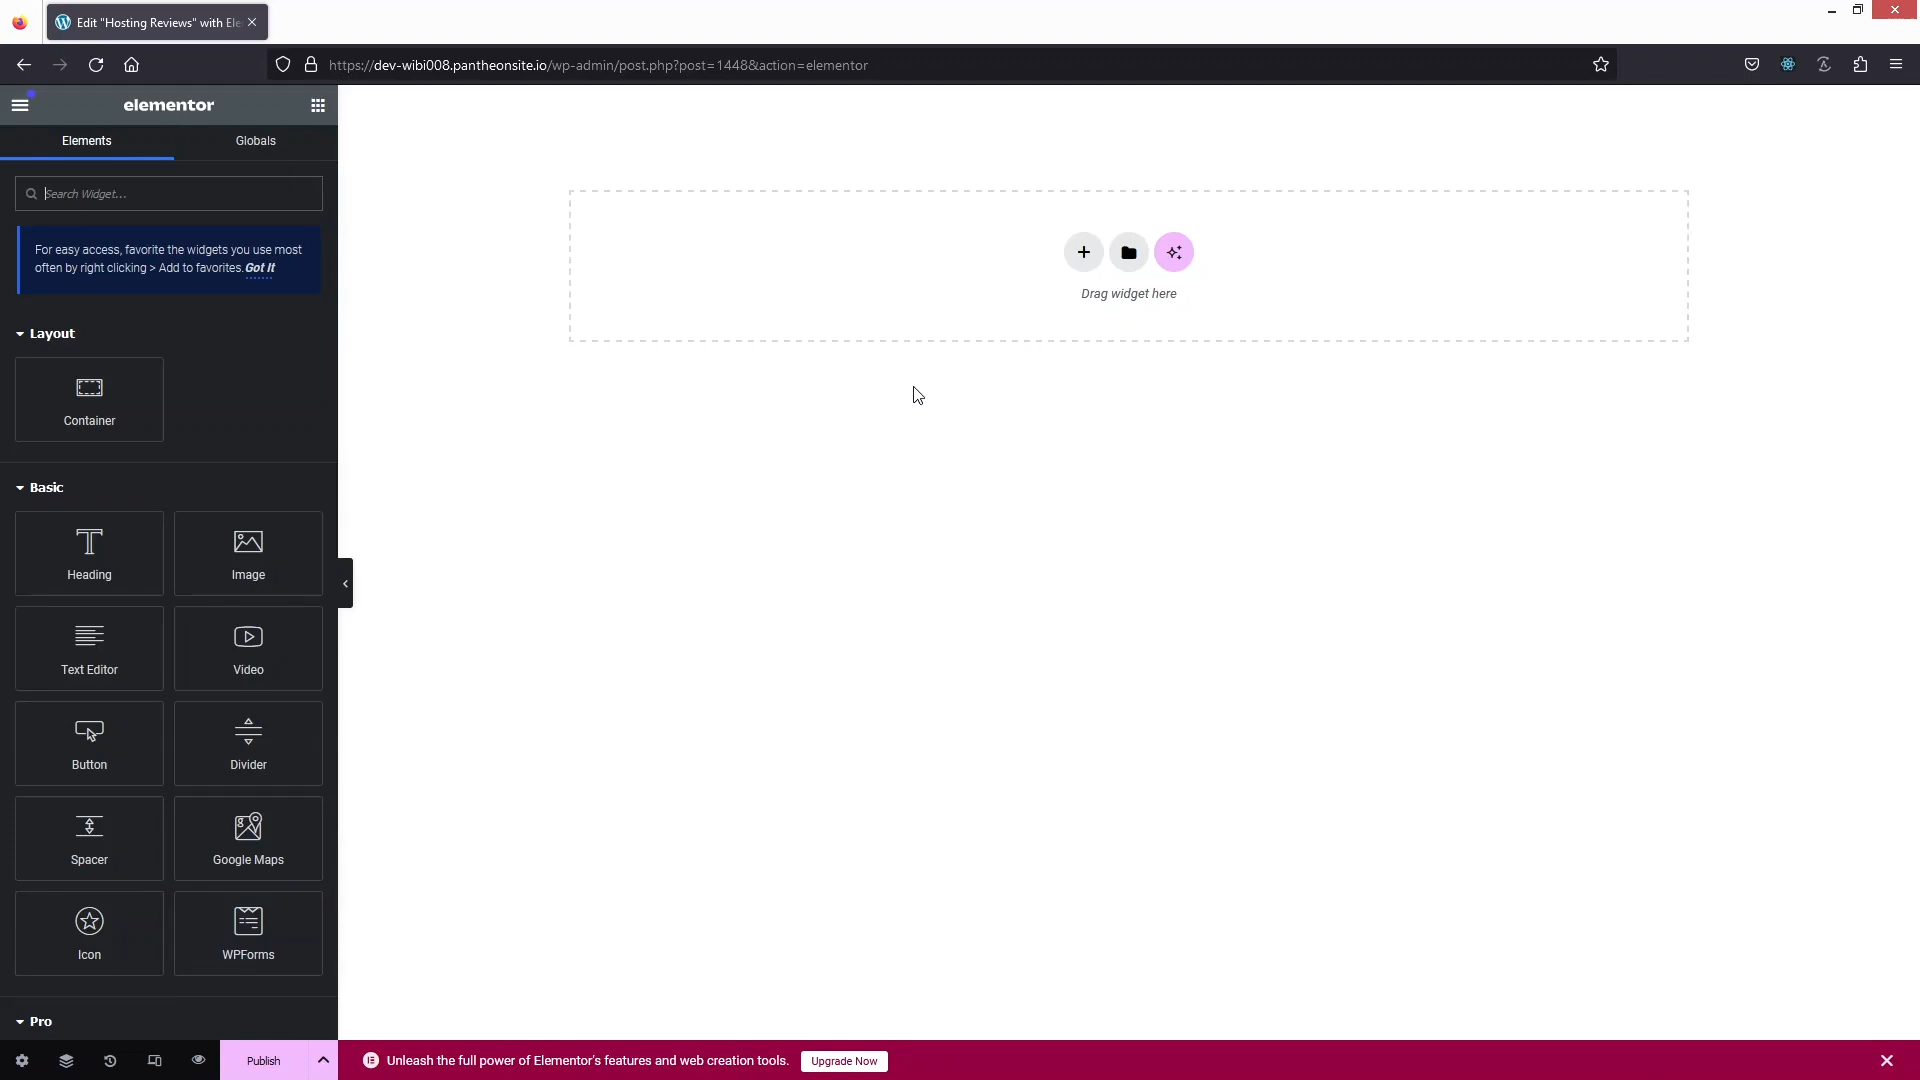 Edit "Hosting Reviews" with Ele
https://dev-wibi008.pantheonsite.io/wp-admin/post.php?post=1448&action=elementor
elementor
Elements
Globals
Search Widget...
For easy access, favorite the widgets you use most
often by right clicking > Add to favorites. Got It
Layout
Container
Basic
Heading
Image
Text Editor
Video
Button
Divider
Spacer
Google Maps
Icon
WPForms
Pro
Publish
Drag widget here
Unleash the full power of Elementor's features and web creation tools.
Upgrade Now